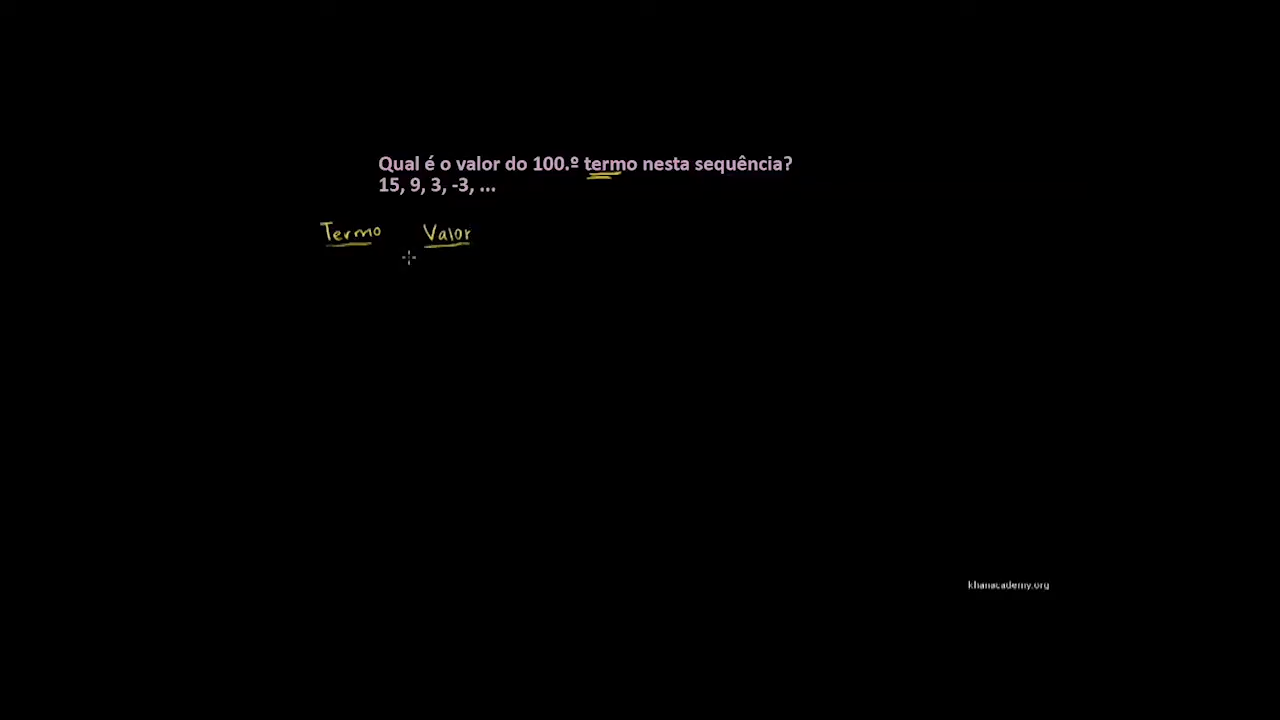 Qual é o valor do 100.º termo nesta sequência?
15, 9, 3, -3, ...
Termo Valor
khanacademy.org